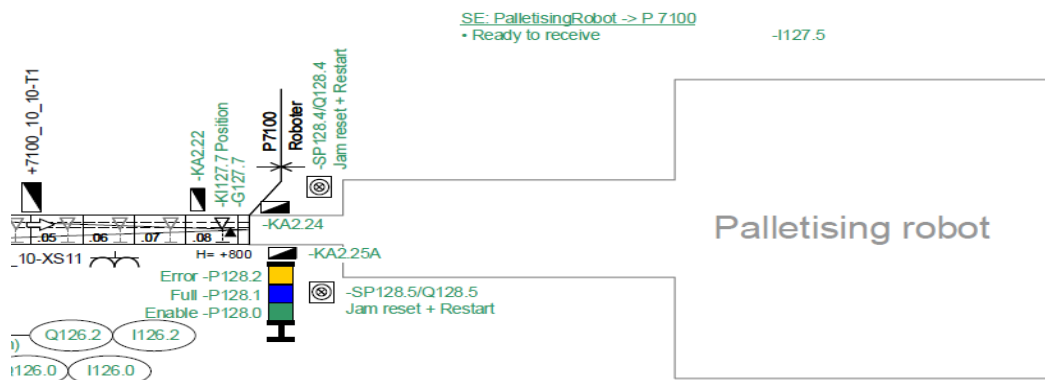 SE: PalletisingRobot -> P 7100
• Ready to receive -I127.5
+7100_10_10-T1
-KA2.22
-KI127.7 Position
-G127.7
P7100
Roboter
-SP128.4/Q128.4
Jam reset + Restart
-KA2.24
.05 .06 .07 .08
H= +800
-KA2.25A
_10-XS11
Palletising robot
Error -P128.2
Full -P128.1
Enable -P128.0
-SP128.5/Q128.5
Jam reset + Restart
Q126.2 I126.2
)
126.0 I126.0